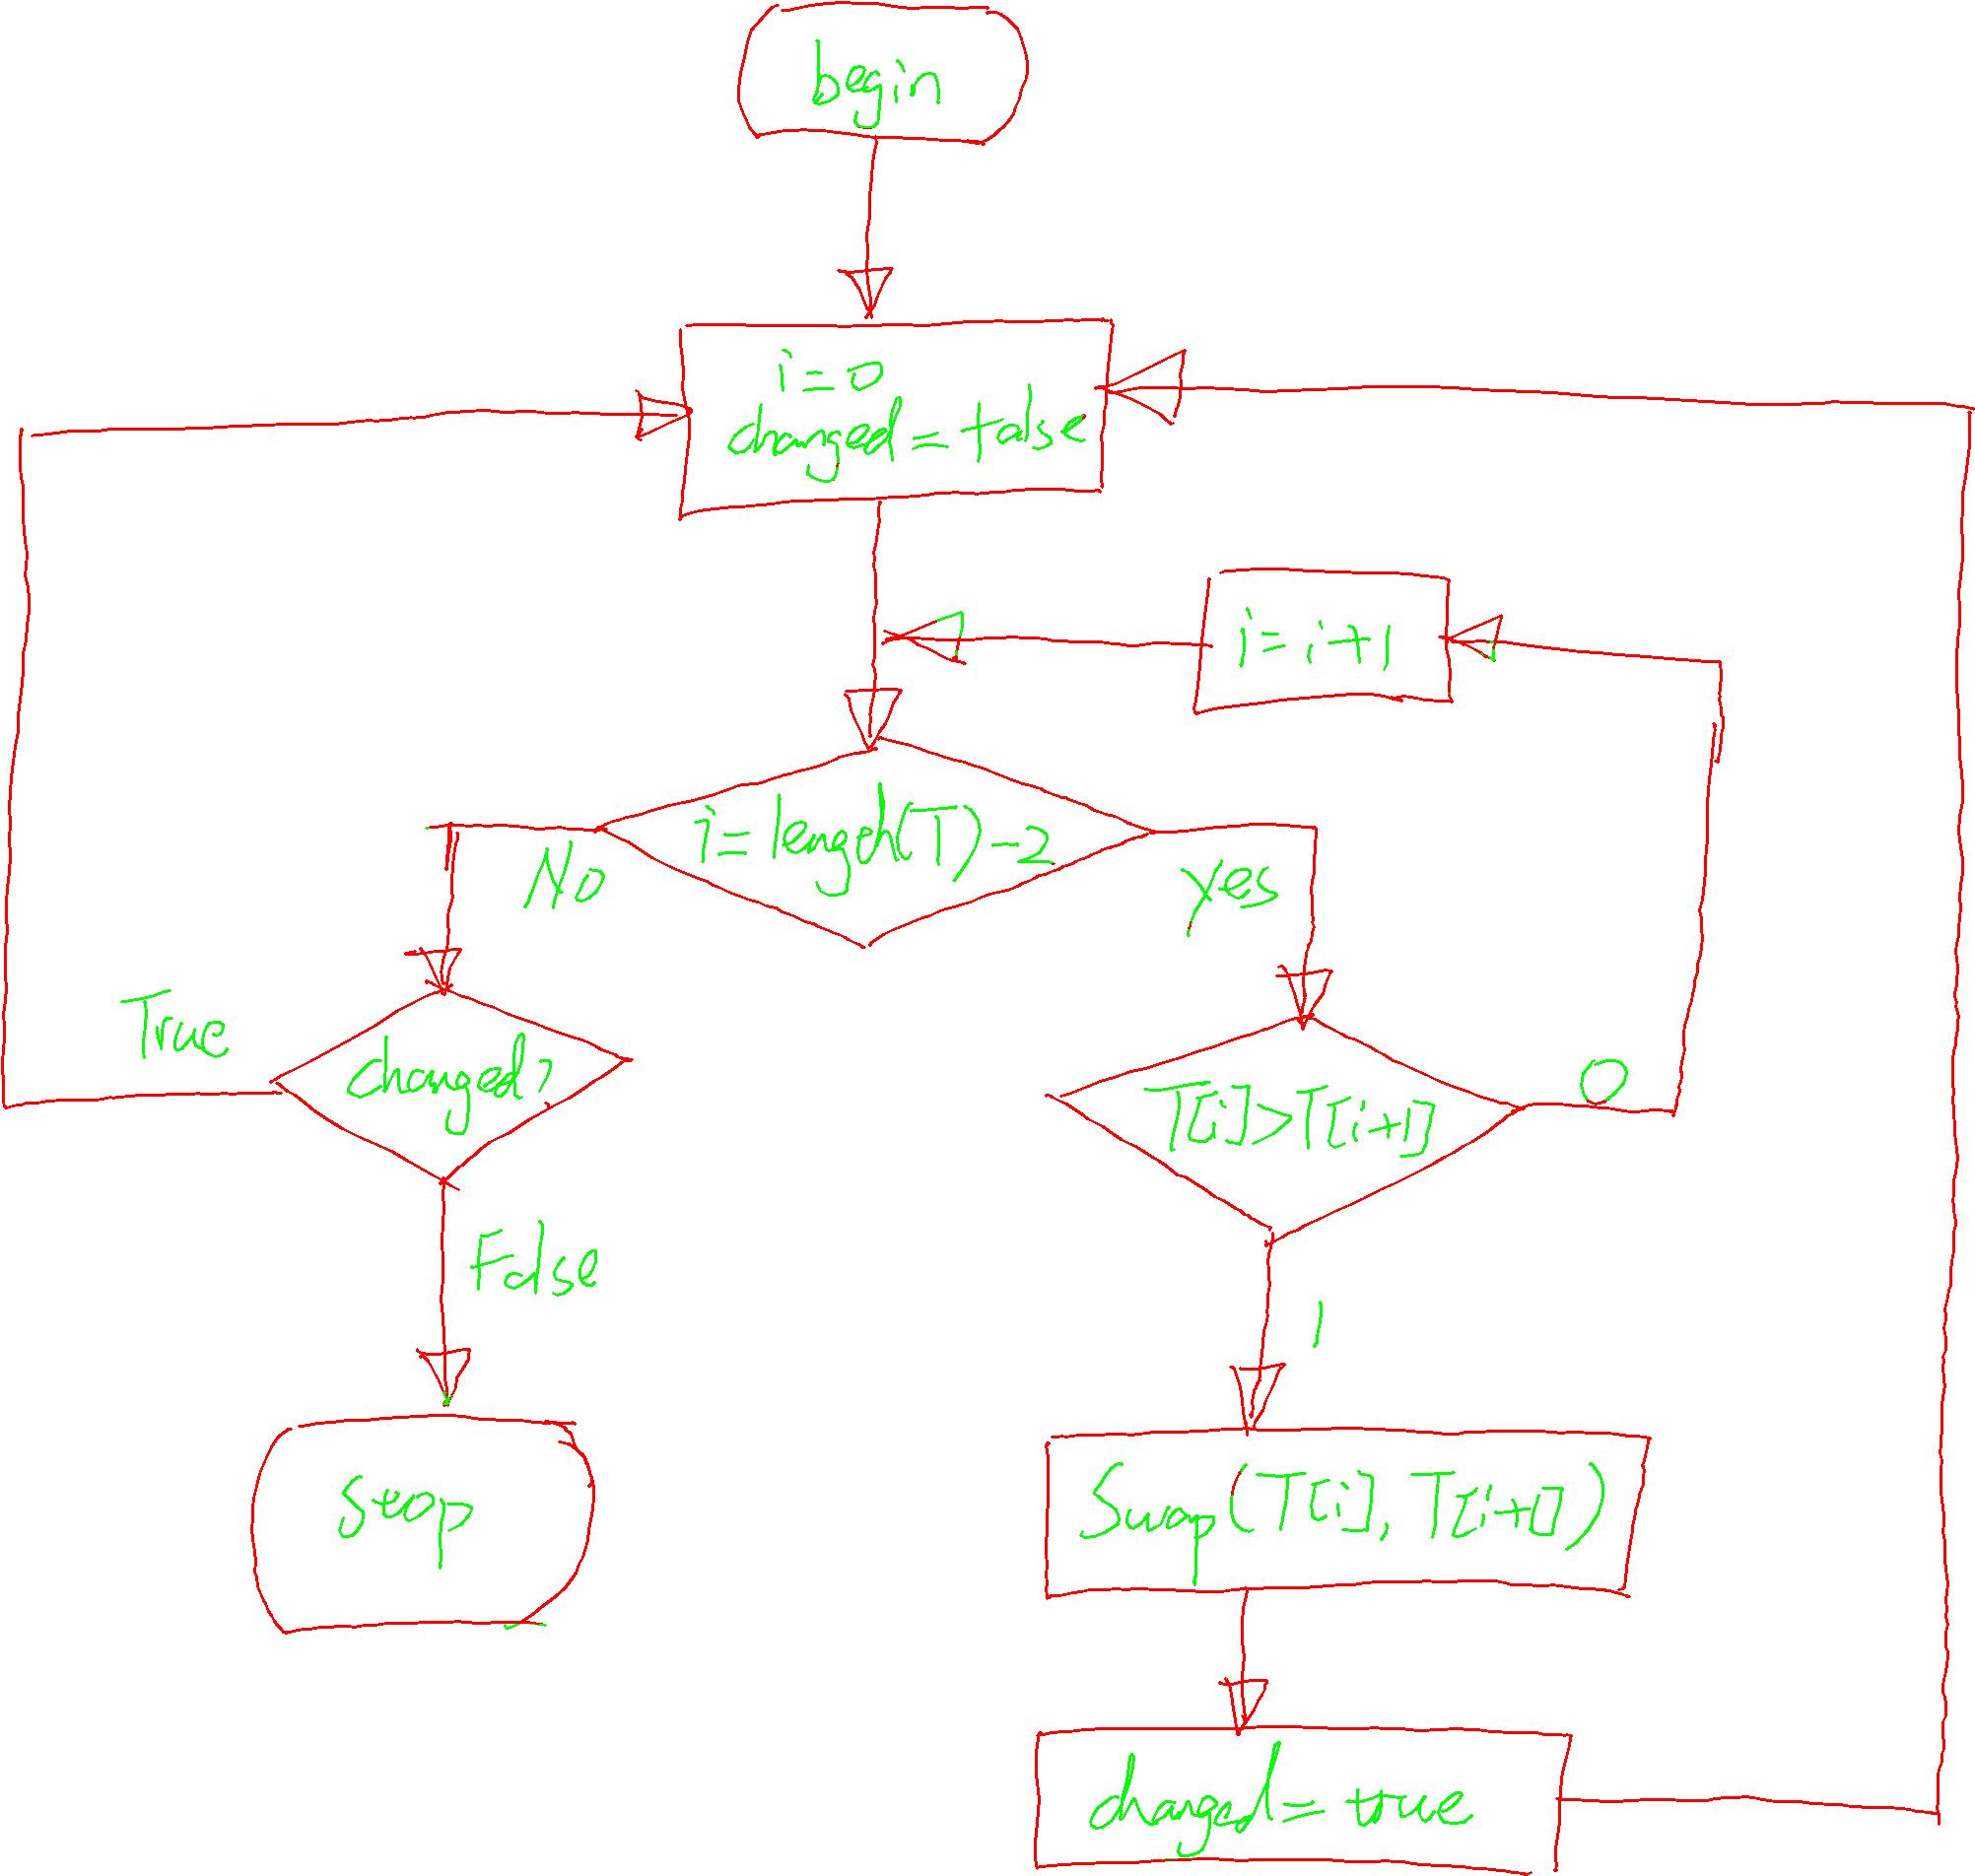 begin
i=0
changed=false
i=i+1
i=length(T)-2
No
yes
True
changed?
T[i]>T[i+1]
0
False
1
Swap(T[i], T[i+1])
stop
changed=true